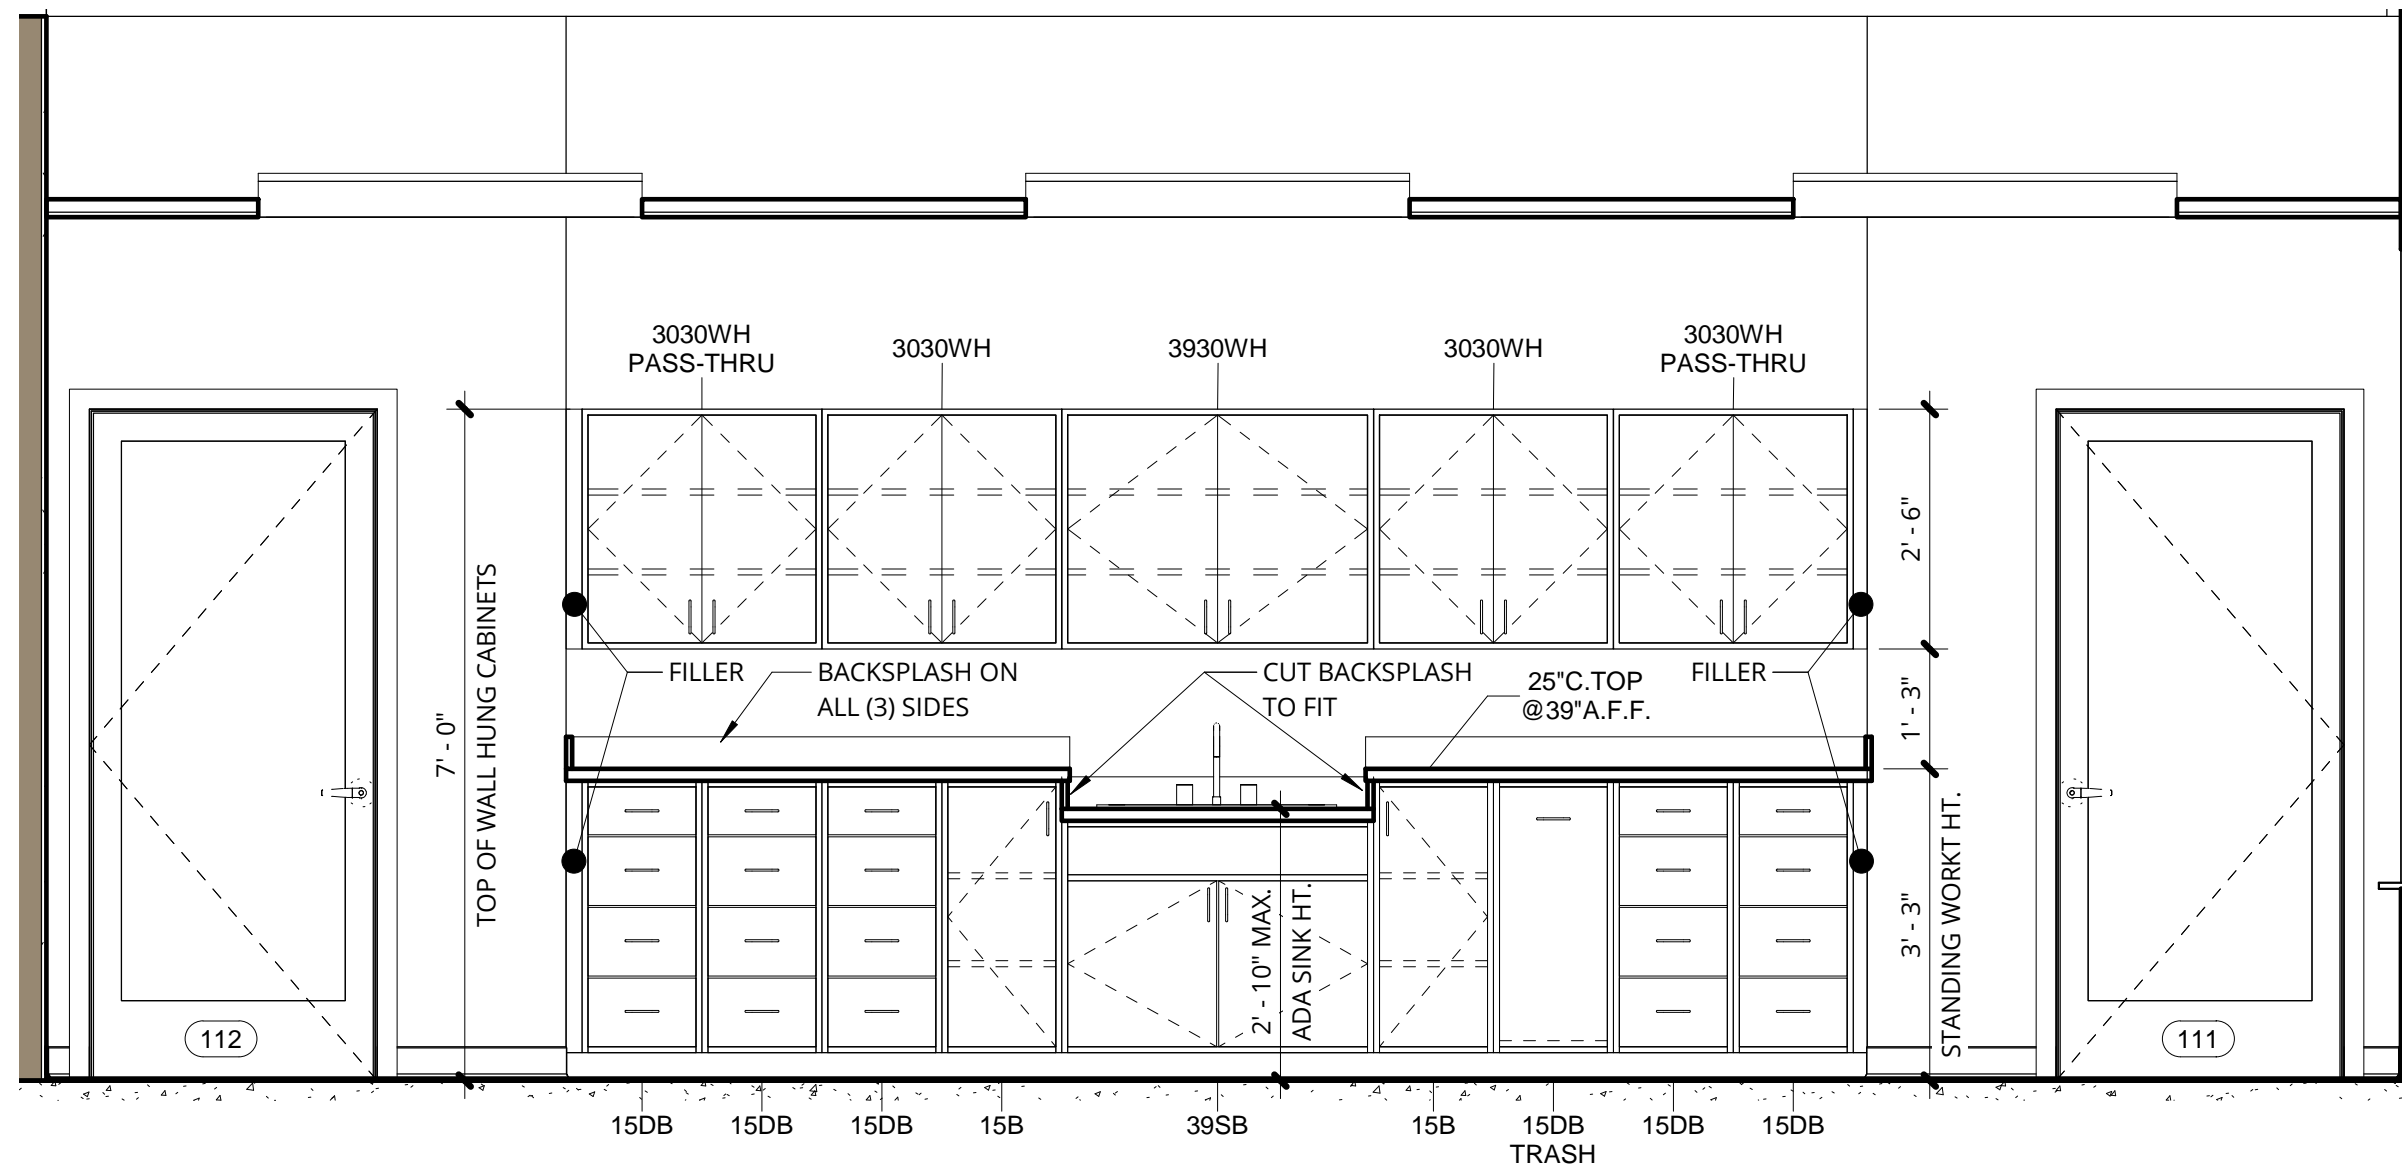 3030WH
PASS-THRU
3030WH
3930WH
3030WH
3030WH
PASS-THRU
7' - 0"
TOP OF WALL HUNG CABINETS
2' - 6"
1' - 3"
3' - 3"
STANDING WORKT HT.
FILLER
BACKSPLASH ON
ALL (3) SIDES
CUT BACKSPLASH
TO FIT
25"C.TOP
@39"A.F.F.
FILLER
2' - 10" MAX.
ADA SINK HT.
112
111
15DB
15DB
15DB
15B
39SB
15B
15DB
TRASH
15DB
15DB